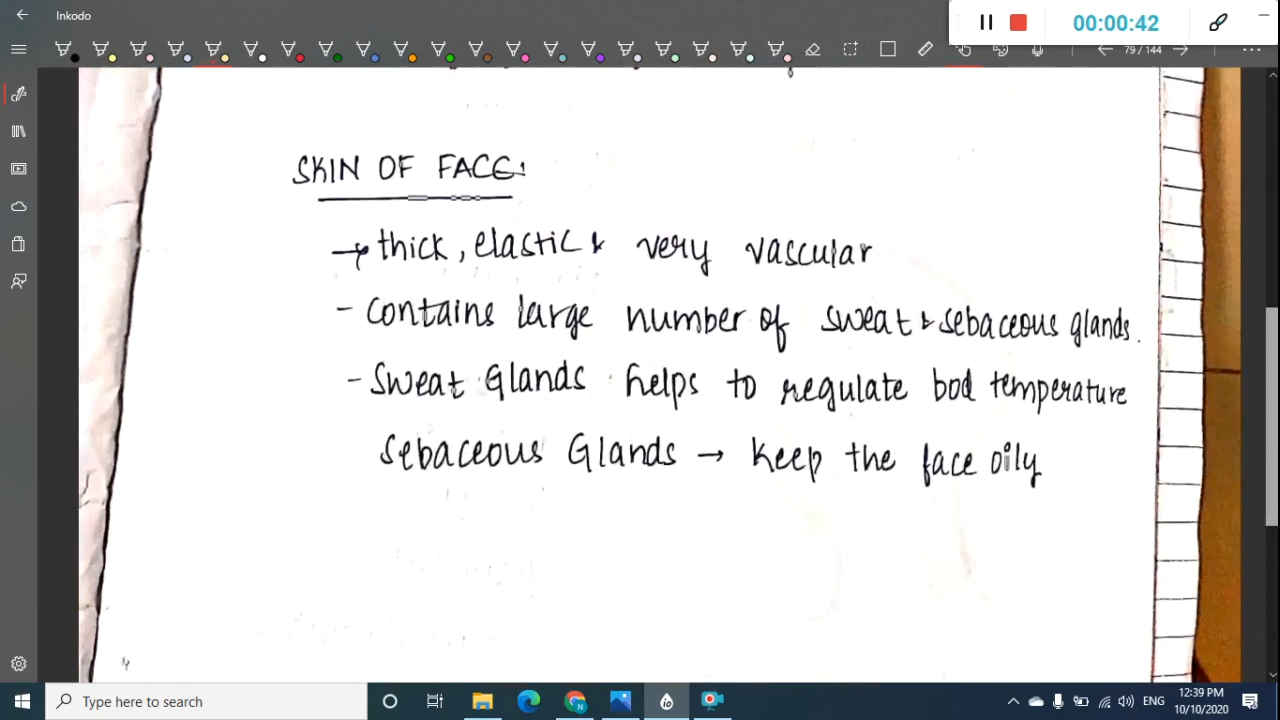 Inkodo
00:00:42
79 / 144
SKIN OF FACE:
→ thick, elastic & very vascular
- contains large number of sweat & sebaceous glands.
- Sweat Glands helps to regulate bod temperature
Sebaceous Glands → keep the face oily
Type here to search
ENG
12:39 PM
10/10/2020